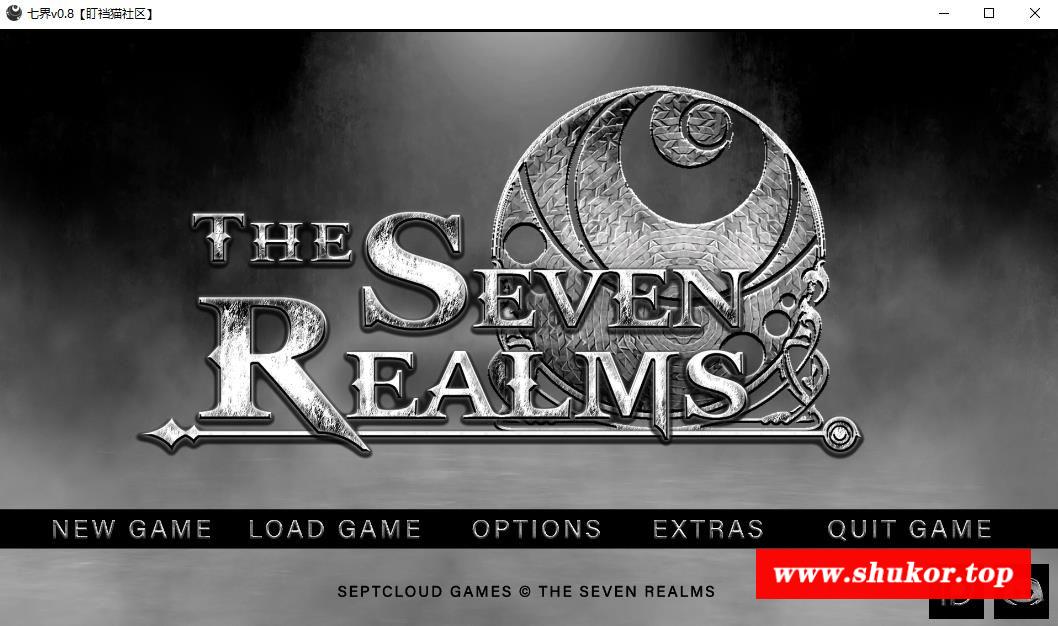 七界v0.8【盯裆猫社区】
THE SEVEN
REALMS
NEW GAME LOAD GAME OPTIONS EXTRAS QUIT GAME
www.shukor.top
SEPTCLOUD GAMES © THE SEVEN REALMS